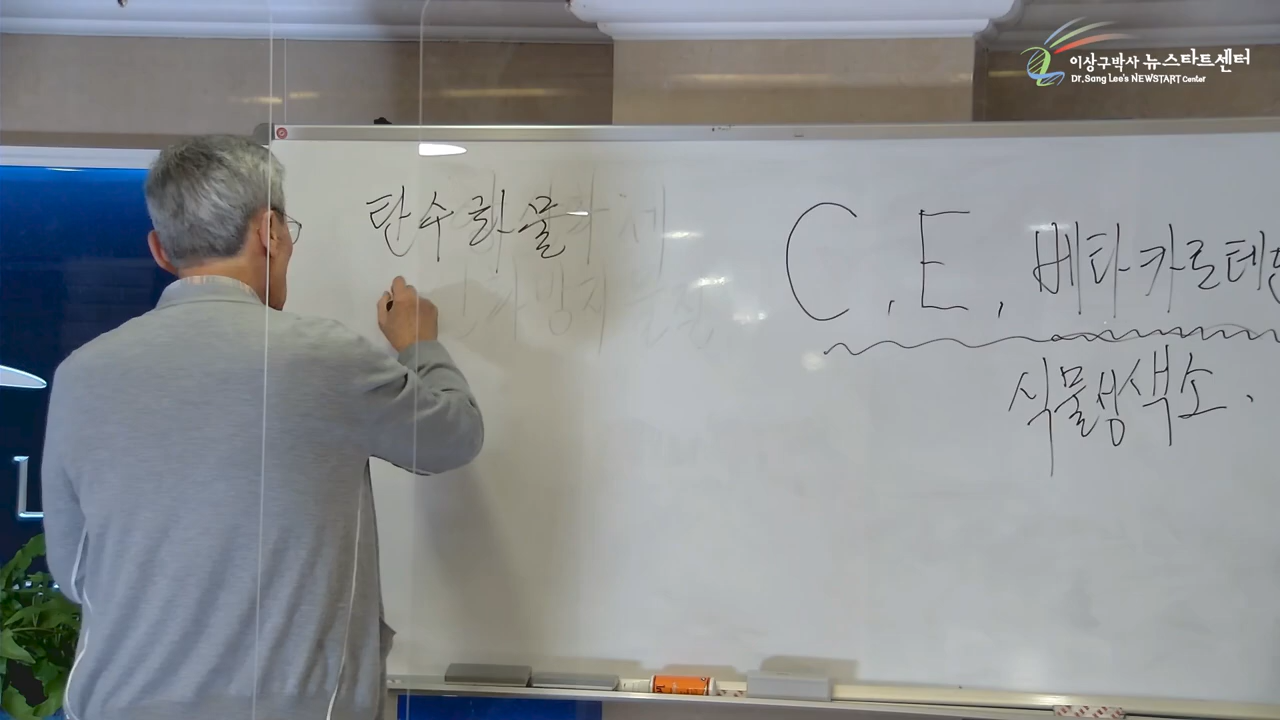 이상구박사 뉴스타트센터
Dr. Sang Lee's NEWSTART Center
탄수화물
C, E, 베타카로테
식물성색소.